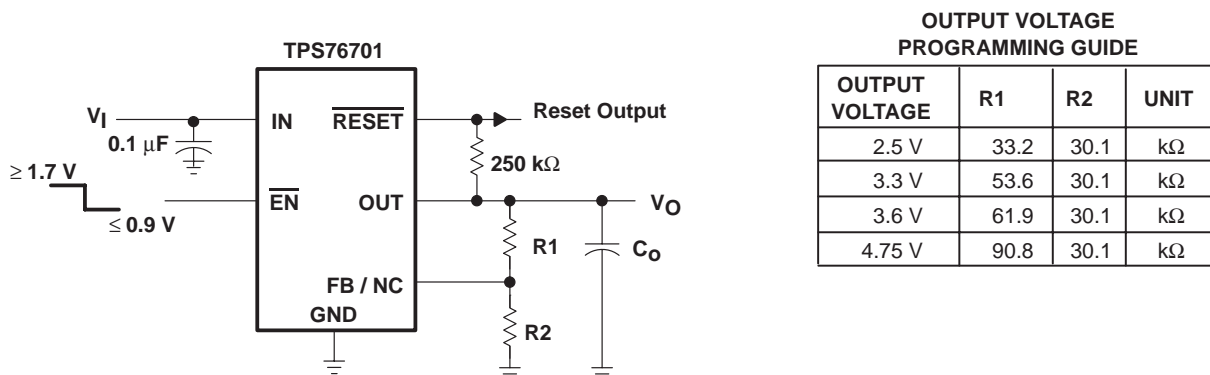 TPS76701
V_I
0.1 µF
≥ 1.7 V
≤ 0.9 V
IN
RESET
EN
OUT
FB / NC
GND
Reset Output
250 kΩ
V_O
R1
C_o
R2
OUTPUT VOLTAGE
PROGRAMMING GUIDE
OUTPUT
VOLTAGE R1 R2 UNIT
2.5 V 33.2 30.1 kΩ
3.3 V 53.6 30.1 kΩ
3.6 V 61.9 30.1 kΩ
4.75 V 90.8 30.1 kΩ